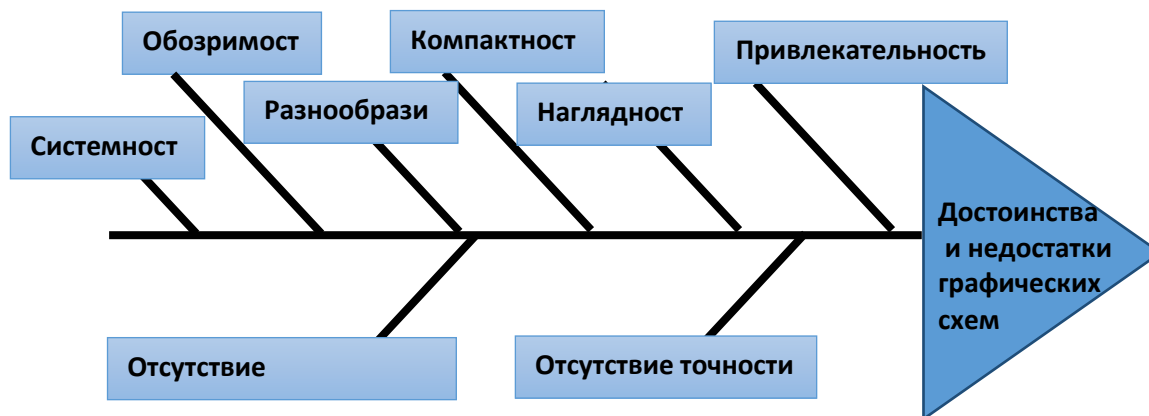 Обозримост
Компактност
Привлекательность
Разнообрази
Наглядност
Системност
Достоинства
и недостатки
графических
схем
Отсутствие
Отсутствие точности